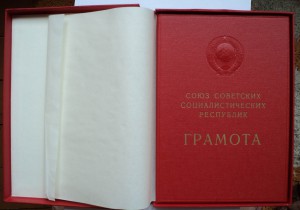 СОЮЗ СОВЕТСКИХ
СОЦИАЛИСТИЧЕСКИХ
РЕСПУБЛИК
ГРАМОТА